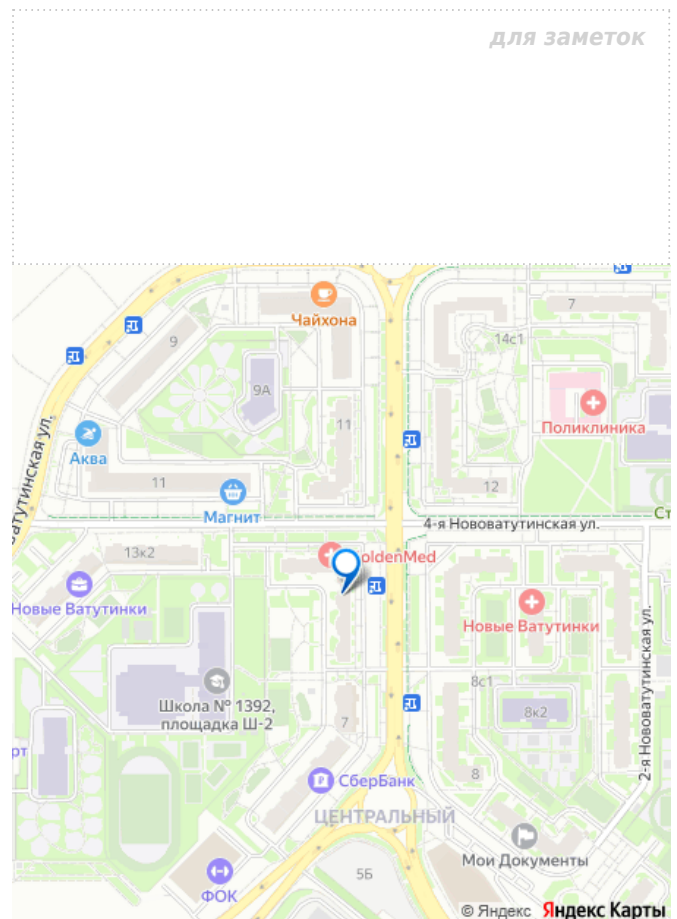 для заметок
Чайхона
7
9
14с1
9А
Поликлиника
11
Аква
11
12
Магнит
4-я Нововатутинская ул.
13к2
oldenMed
Новые Ватутинки
Новые Ватутинки
8с1
Школа № 1392,
площадка Ш-2
7
8к2
2-я Нововатутинская ул.
8
СберБанк
ЦЕНТРАЛЬНЫЙ
Мои Документы
ФОК
5Б
© Яндекс Яндекс Карты